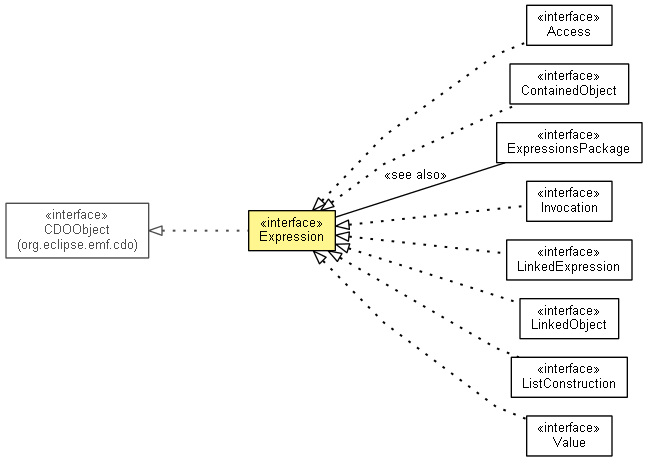 «interface»
Access
«interface»
ContainedObject
«interface»
ExpressionsPackage
«see also»
«interface»
Invocation
«interface»
CDOObject
(org.eclipse.emf.cdo)
«interface»
Expression
«interface»
LinkedExpression
«interface»
LinkedObject
«interface»
ListConstruction
«interface»
Value